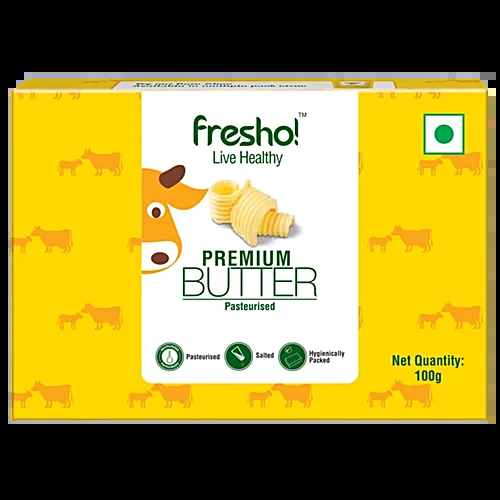 fresho!™
Live Healthy
PREMIUM
BUTTER
Pasteurised
Pasteurised
Salted
Hygienically
Packed
Net Quantity:
100g